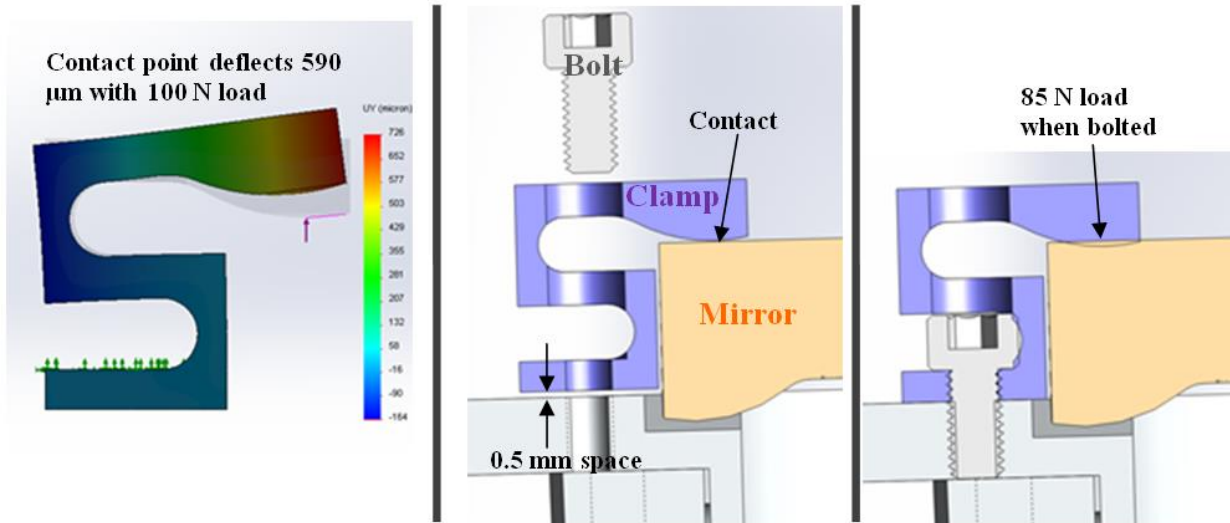 Contact point deflects 590
µm with 100 N load
UY (micron)
726
652
577
503
429
355
281
207
132
58
-16
-90
-164
Bolt
Contact
Clamp
Mirror
0.5 mm space
85 N load
when bolted